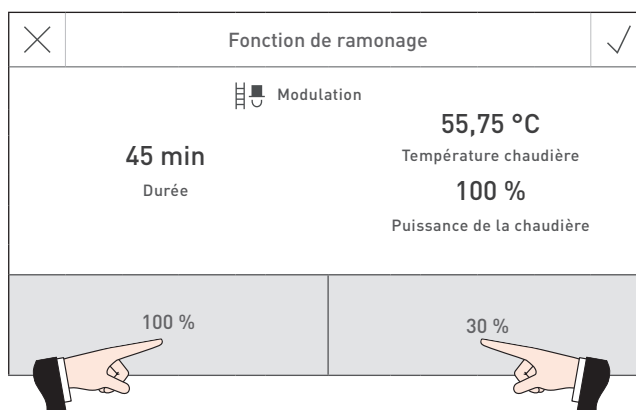 Fonction de ramonage
Modulation
45 min
Durée
55,75 °C
Température chaudière
100 %
Puissance de la chaudière
100 %
30 %